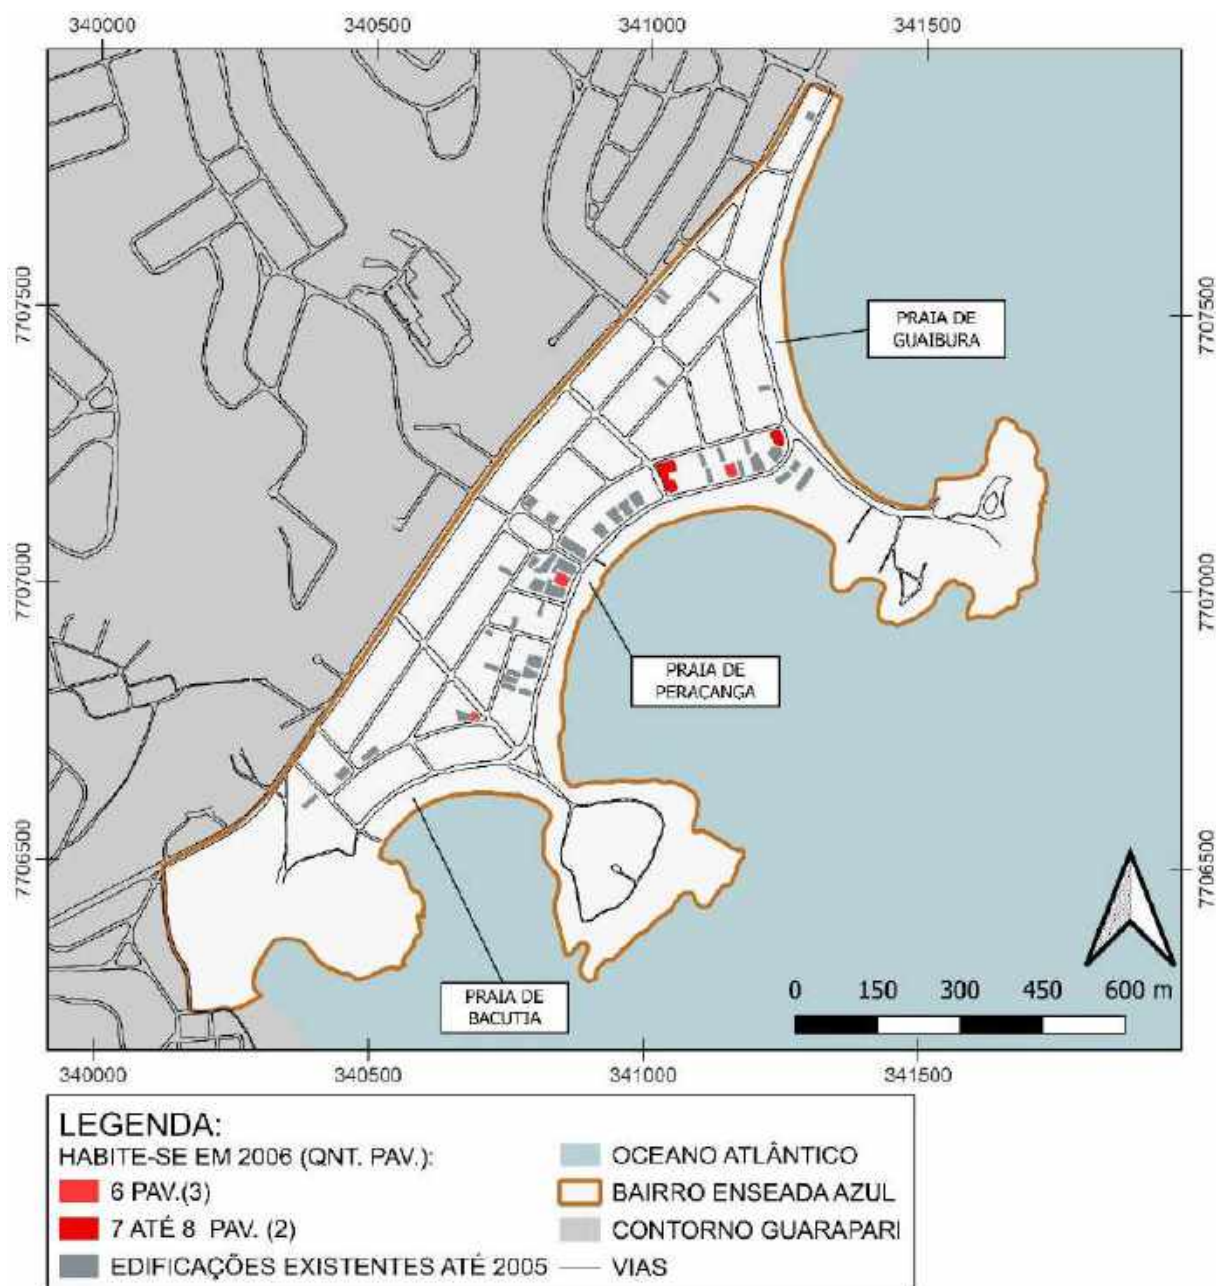 340000 340500 341000 341500
7707500 7707500
PRAIA DE
GUAIBURA
7707000 7707000
PRAIA DE
PERACANGA
7706500 7706500
PRAIA DE
BACUTIA
0 150 300 450 600 m
340000 340500 341000 341500
LEGENDA:
HABITE-SE EM 2006 (QNT. PAV.):
6 PAV.(3)
7 ATÉ 8 PAV. (2)
EDIFICAÇÕES EXISTENTES ATÉ 2005
OCEANO ATLÂNTICO
BAIRRO ENSEADA AZUL
CONTORNO GUARAPARI
VIAS